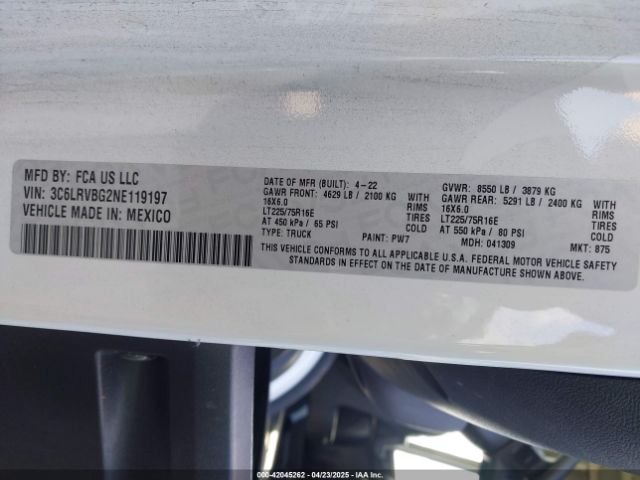 MFD BY: FCA US LLC
VIN: 3C6LRVBG2NE119197
VEHICLE MADE IN: MEXICO
DATE OF MFR (BUILT): 4-22 GVWR: 8550 LB / 3879 KG
GAWR FRONT: 4629 LB / 2100 KG WITH GAWR REAR: 5291 LB / 2400 KG WITH
16X6.0 RIMS 16X6.0 RIMS
LT225/75R16E TIRES LT225/75R16E TIRES
AT 450 kPa / 65 PSI COLD AT 550 kPa / 80 PSI COLD
TYPE: TRUCK PAINT: PW7 MDH: 041309 MKT: 875
THIS VEHICLE CONFORMS TO ALL APPLICABLE U.S.A. FEDERAL MOTOR VEHICLE SAFETY
STANDARDS IN EFFECT ON THE DATE OF MANUFACTURE SHOWN ABOVE.
000-42045262 04/23/2025 © IAA Holdings, LLC